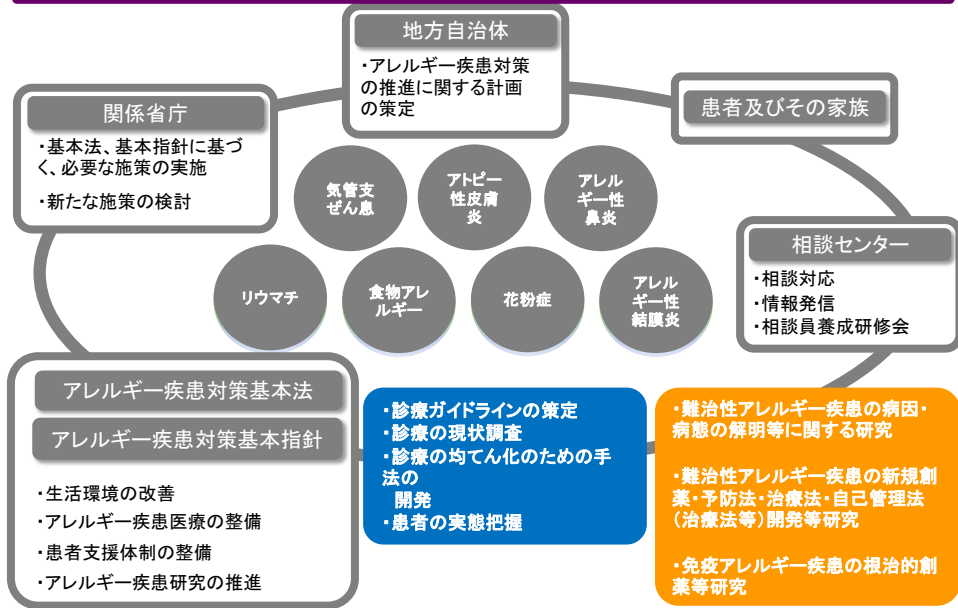 地方自治体
・アレルギー疾患対策
の推進に関する計画
の策定
関係省庁
・基本法、基本指針に基づ
く、必要な施策の実施
・新たな施策の検討
患者及びその家族
気管支
ぜん息
アトピー
性皮膚
炎
アレル
ギー性
鼻炎
リウマチ
食物アレ
ルギー
花粉症
アレル
ギー性
結膜炎
相談センター
・相談対応
・情報発信
・相談員養成研修会
アレルギー疾患対策基本法
アレルギー疾患対策基本指針
・生活環境の改善
・アレルギー疾患医療の整備
・患者支援体制の整備
・アレルギー疾患研究の推進
・診療ガイドラインの策定
・診療の現状調査
・診療の均てん化のための手
法の
開発
・患者の実態把握
・難治性アレルギー疾患の病因・
病態の解明等に関する研究
・難治性アレルギー疾患の新規創
薬・予防法・治療法・自己管理法
（治療法等）開発等研究
・免疫アレルギー疾患の根治的創
薬等研究